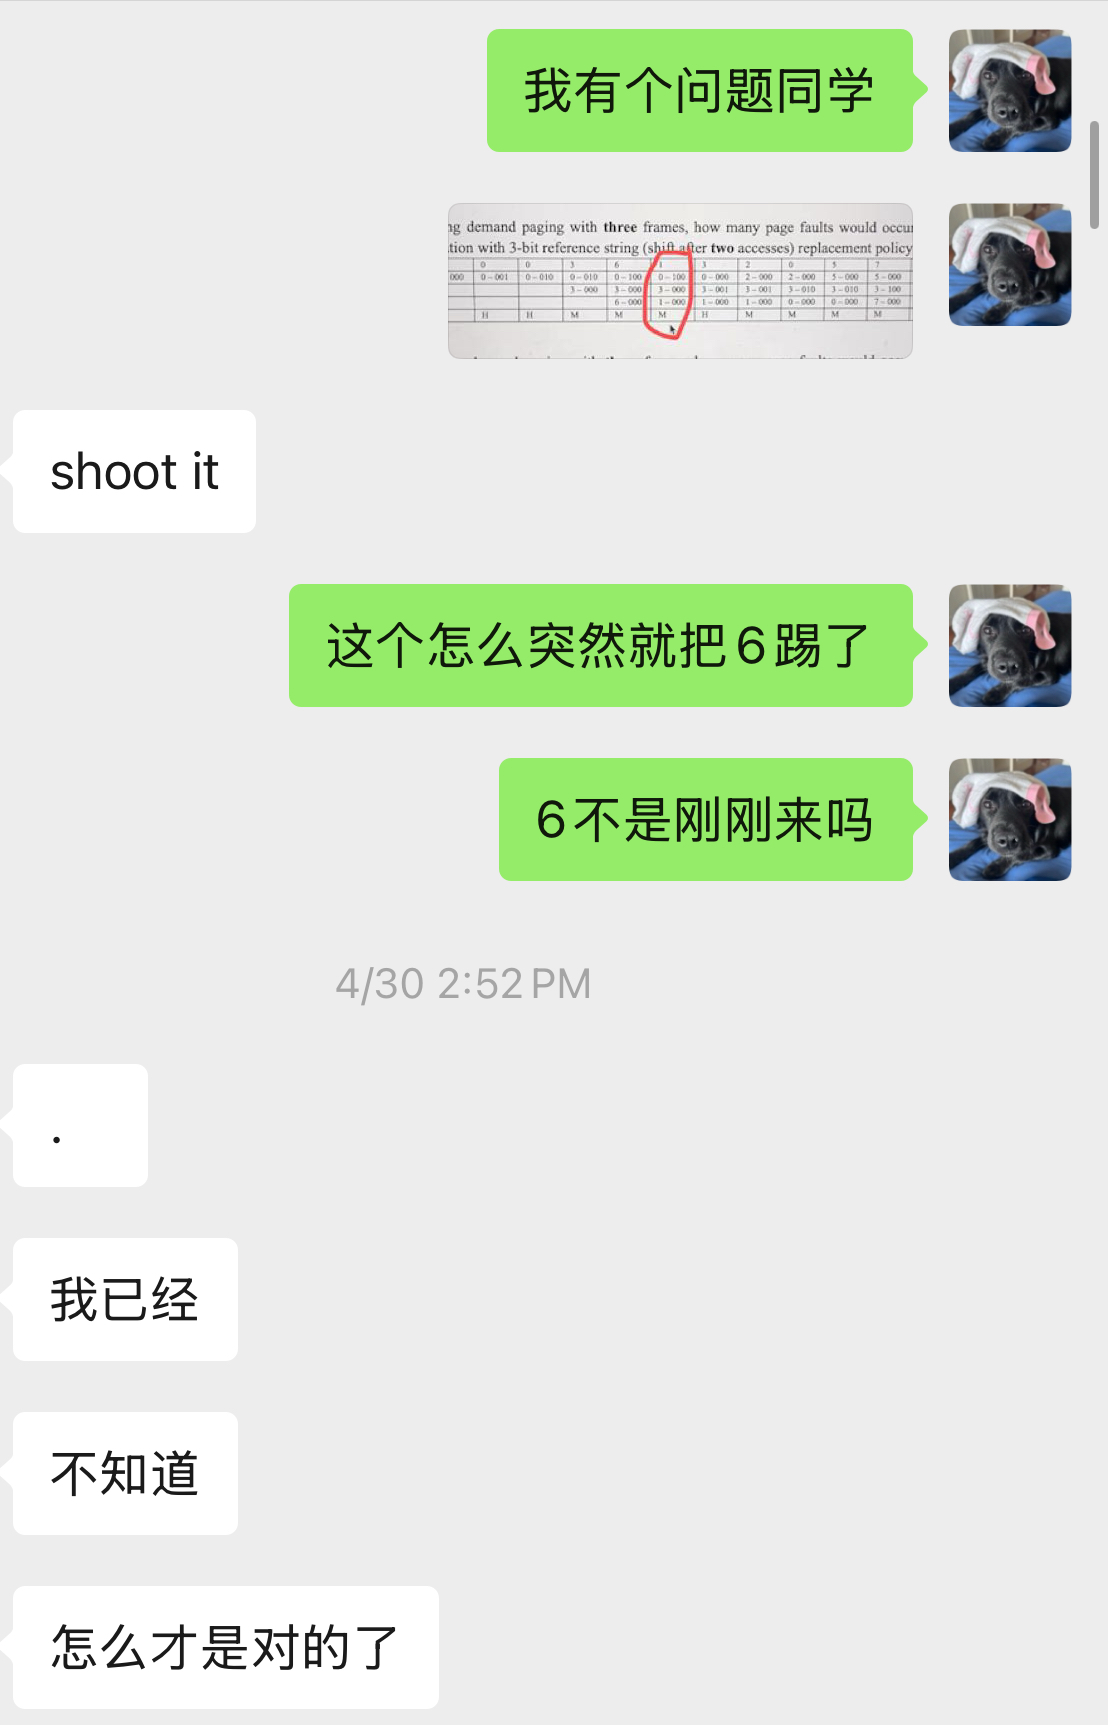 我有个问题同学
ng demand paging with three frames, how many page faults would occur
tion with 3-bit reference string (shift after two accesses) replacement policy
0 0 3 6 1 3 2 0 5 7
000 0-001 0-010 0-010 0-100 0-100 0-000 2-000 2-000 5-000 5-000
3-000 3-000 3-000 3-001 3-001 3-010 3-010 3-100
6-000 1-000 1-000 1-000 0-000 0-000 7-000
H H M M M H M M M M
shoot it
这个怎么突然就把6踢了
6不是刚刚来吗
4/30 2:52 PM
.
我已经
不知道
怎么才是对的了